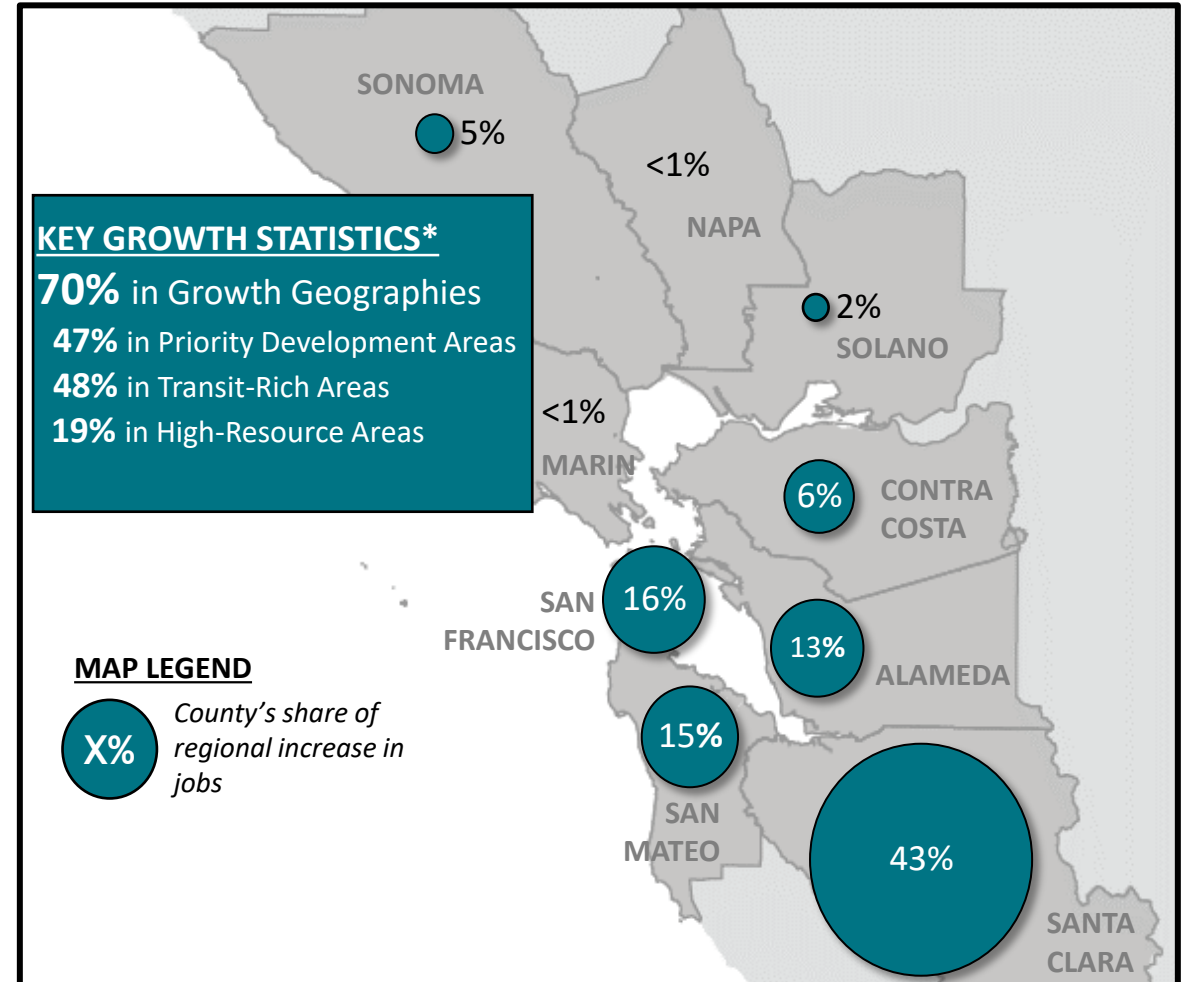 SONOMA
5%
<1%
NAPA
KEY GROWTH STATISTICS*
70% in Growth Geographies
47% in Priority Development Areas
48% in Transit-Rich Areas
19% in High-Resource Areas
2%
SOLANO
<1%
MARIN
6%
CONTRA
COSTA
16%
SAN
FRANCISCO
13%
ALAMEDA
MAP LEGEND
X%
County's share of
regional increase in
jobs
15%
SAN
MATEO
43%
SANTA
CLARA